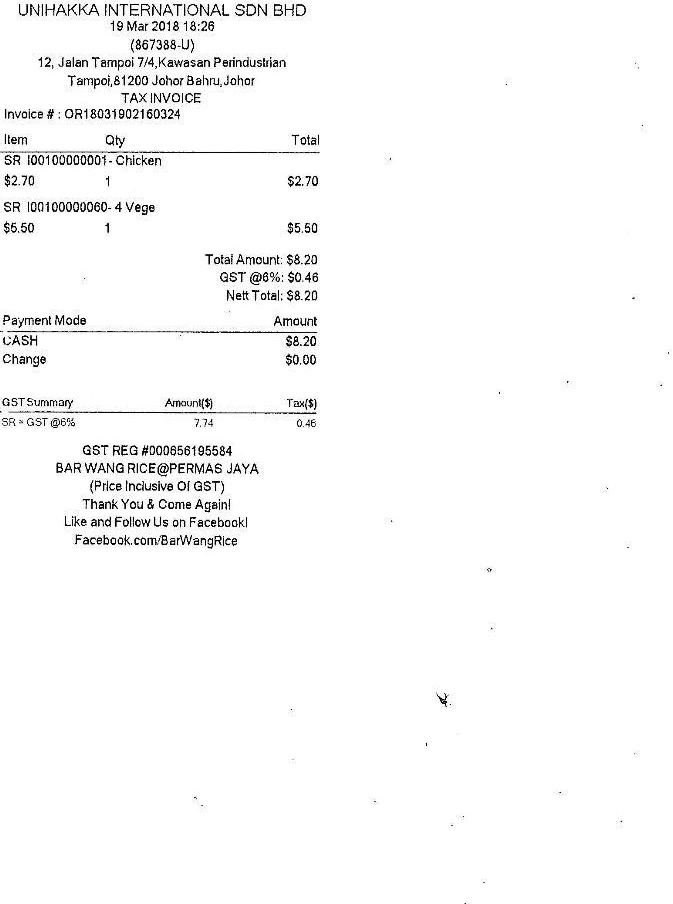 UNIHAKKA INTERNATIONAL SDN BHD
19 Mar 2018 18:26
(867388-U)
12, Jalan Tampoi 7/4,Kawasan Perindustrian
Tampoi,81200 Johor Bahru,Johor
TAX INVOICE
Invoice # : OR18031902160324
Item Qty Total
SR I00100000001- Chicken
$2.70 1 $2.70
SR I00100000060- 4 Vege
$5.50 1 $5.50
Total Amount: $8.20
GST @6%: $0.46
Nett Total: $8.20
Payment Mode Amount
CASH $8.20
Change $0.00
GST Summary Amount($) Tax($)
SR = GST @6% 7.74 0.46
GST REG #000656195584
BAR WANG RICE@PERMAS JAYA
(Price Inclusive Of GST)
Thank You & Come Again!
Like and Follow Us on Facebook!
Facebook.com/BarWangRice